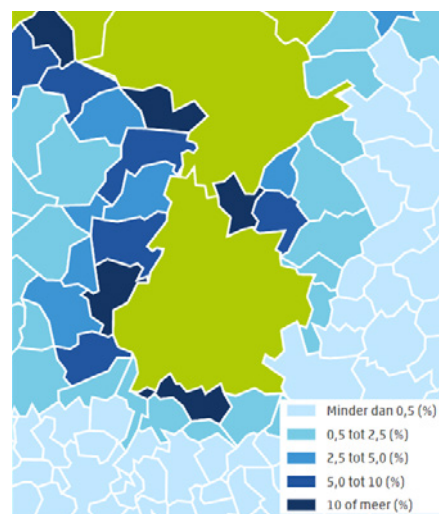 Minder dan 0,5 (%)
0,5 tot 2,5 (%)
2,5 tot 5,0 (%)
5,0 tot 10 (%)
10 of meer (%)